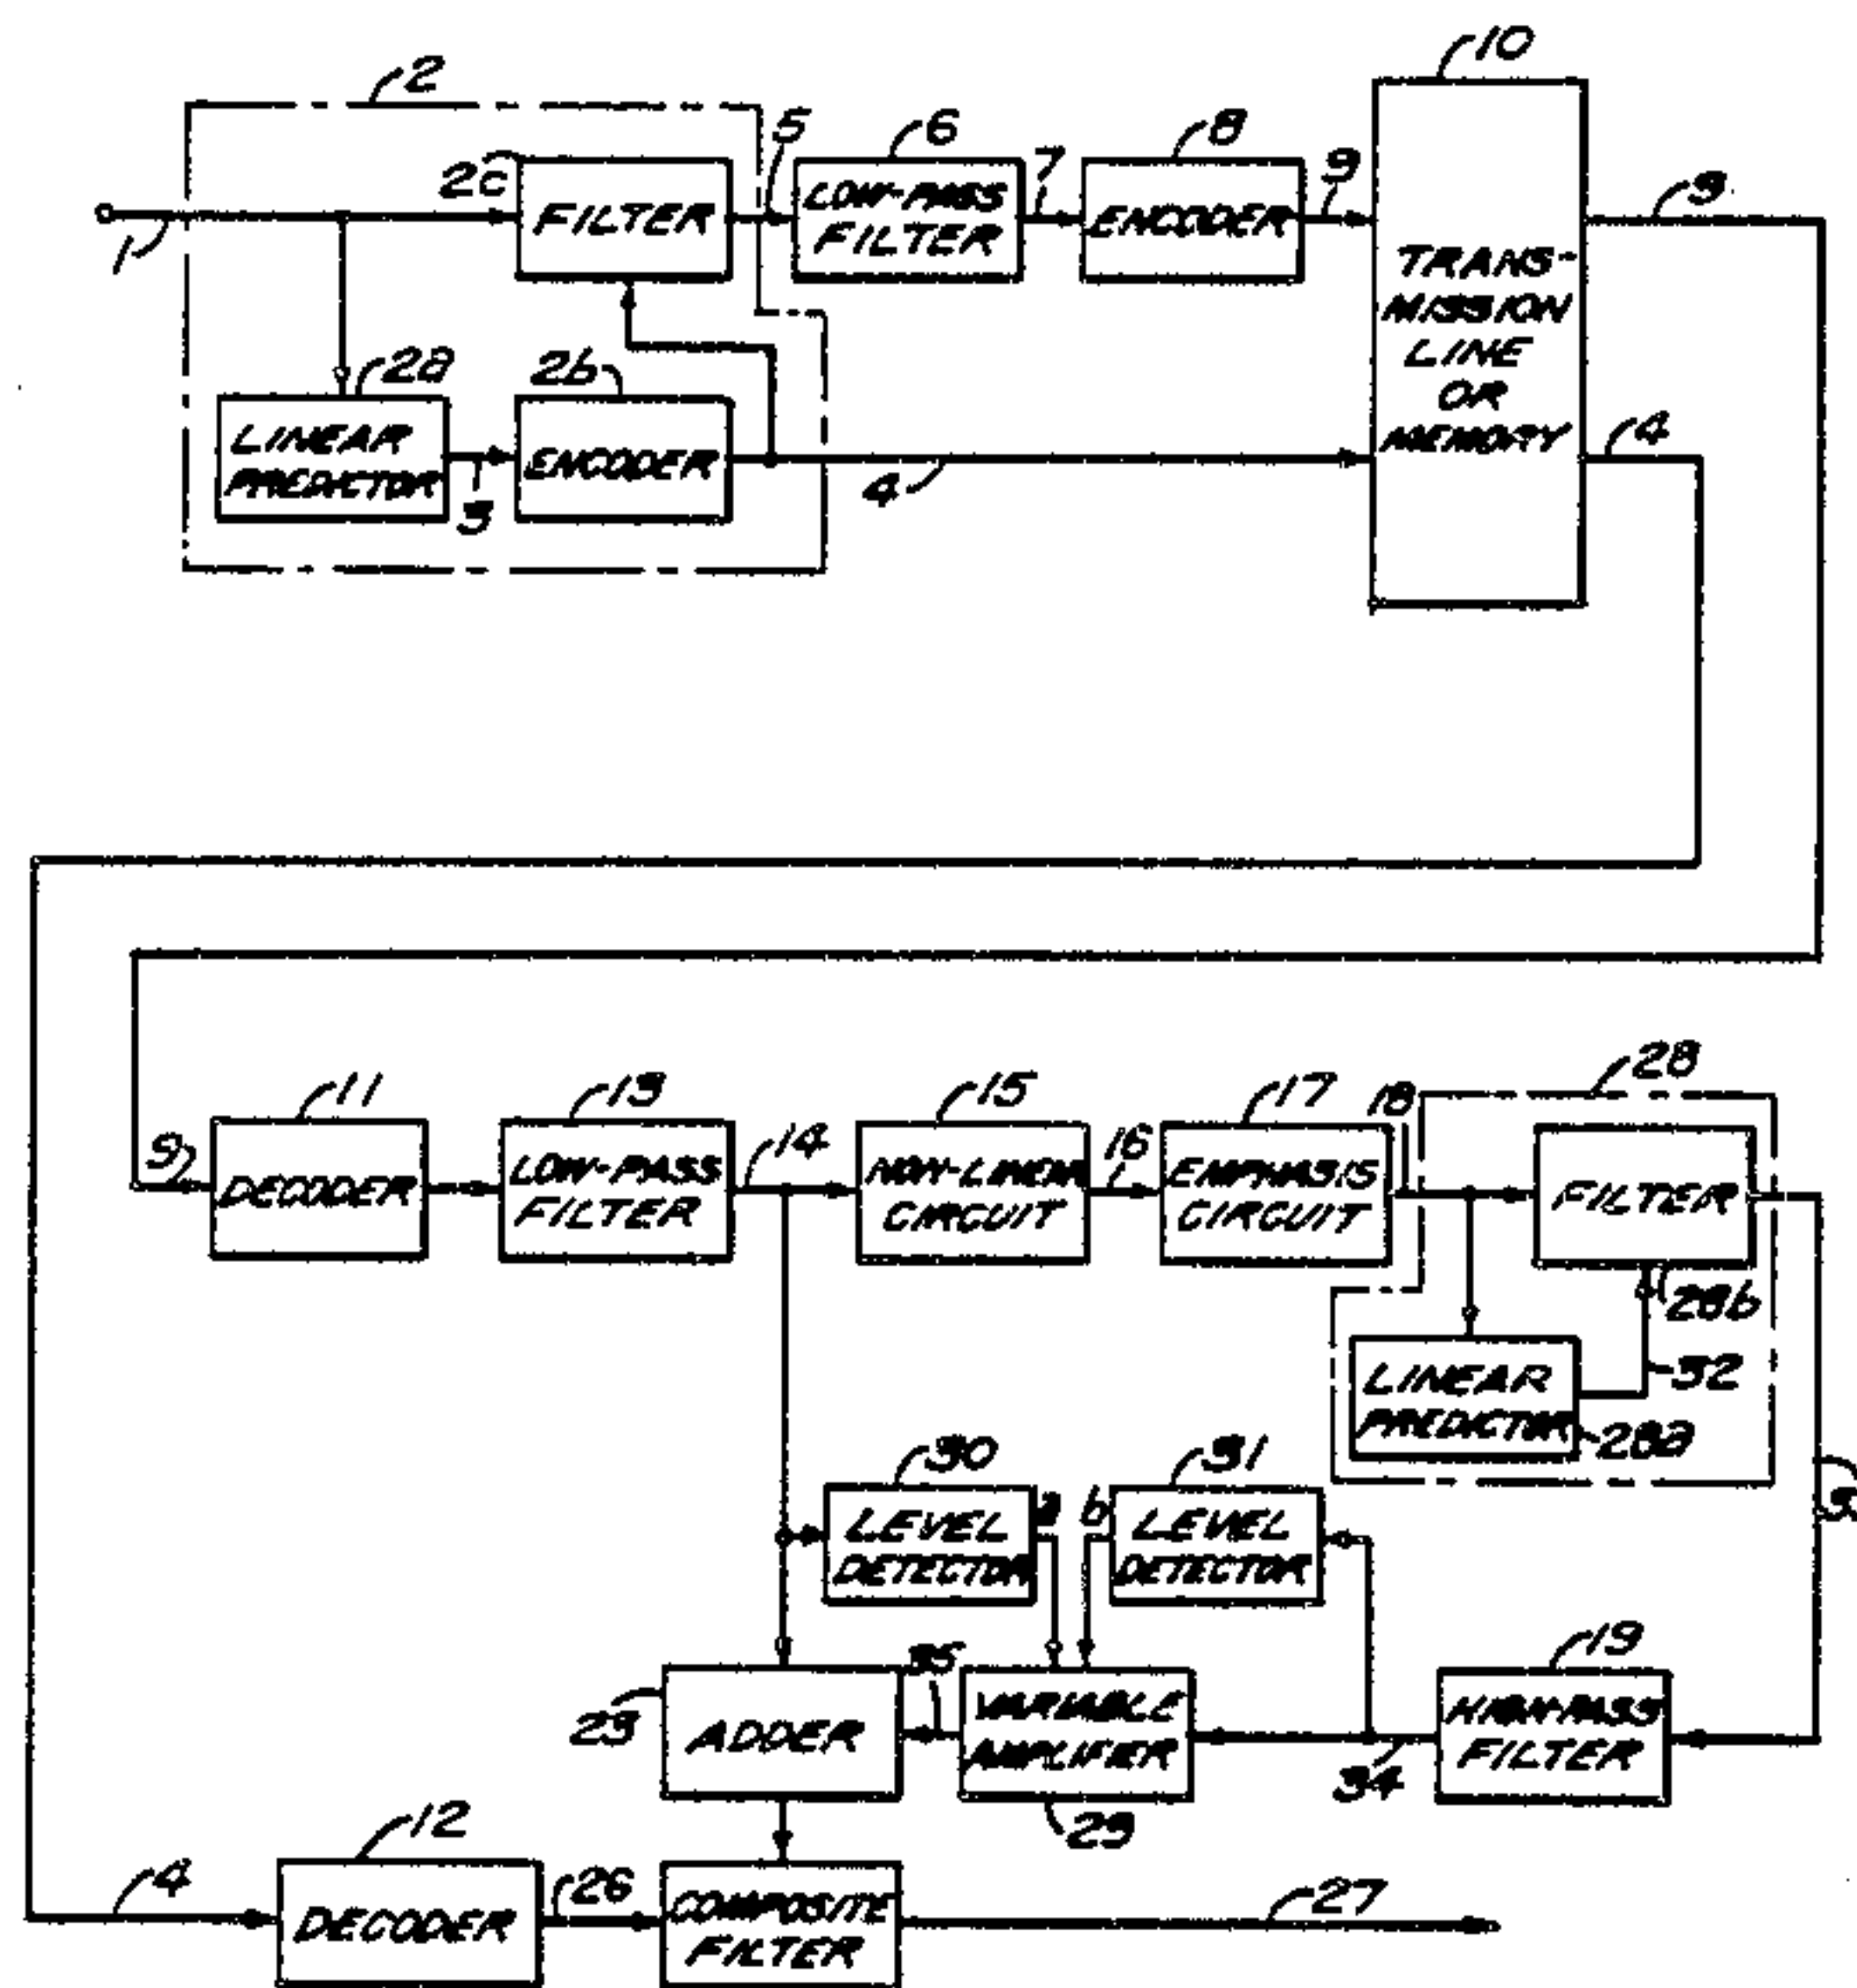 10
2
5
6
8
2c
7
9
9
FILTER
LOW-PASS
FILTER
ENCODER
1
TRANS-
MISSION
LINE
OR
MEMORY
2a
2b
4
LINEAR
PREDICTOR
ENCODER
3
4
28
11
13
15
17
18
14
16
9
DECODER
LOW-PASS
FILTER
NON-LINEAR
CIRCUIT
EMPHASIS
CIRCUIT
FILTER
28b
32
LINEAR
PREDICTOR
28a
30
31
a
b
LEVEL
DETECTOR
LEVEL
DETECTOR
19
35
23
ADDER
VARIABLE
AMPLIFIER
HIGH-PASS
FILTER
34
29
12
4
26
27
DECODER
COMPOSITE
FILTER